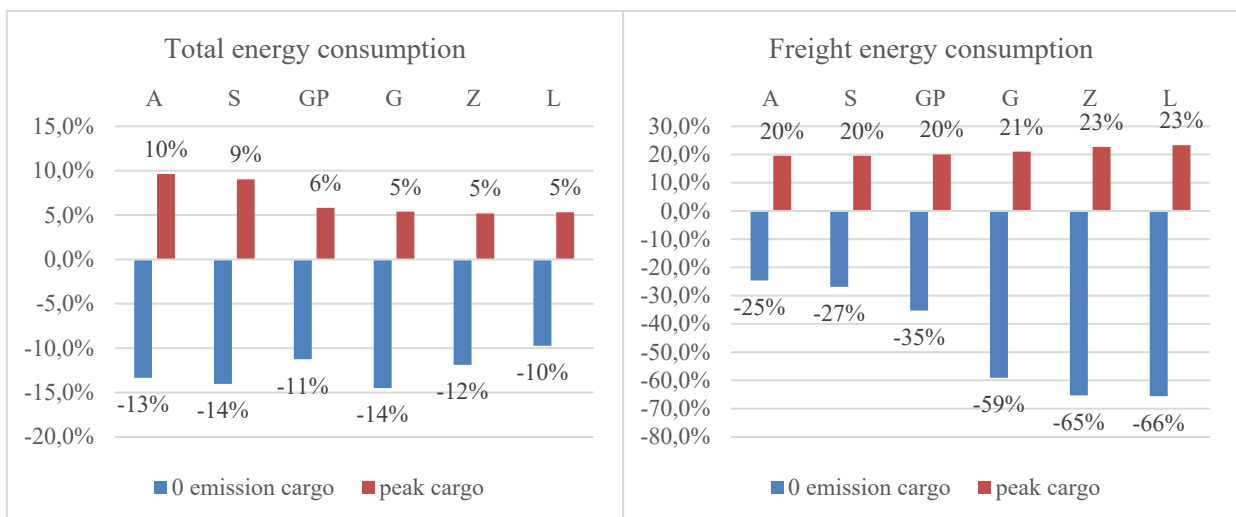 Total energy consumption
A S GP G Z L
15,0%
10,0%
5,0%
0,0%
-5,0%
-10,0%
-15,0%
-20,0%
10% 9% 6% 5% 5% 5%
-13% -14% -11% -14% -12% -10%
0 emission cargo peak cargo
Freight energy consumption
A S GP G Z L
30,0%
20,0%
10,0%
0,0%
-10,0%
-20,0%
-30,0%
-40,0%
-50,0%
-60,0%
-70,0%
-80,0%
20% 20% 20% 21% 23% 23%
-25% -27% -35% -59% -65% -66%
0 emission cargo peak cargo